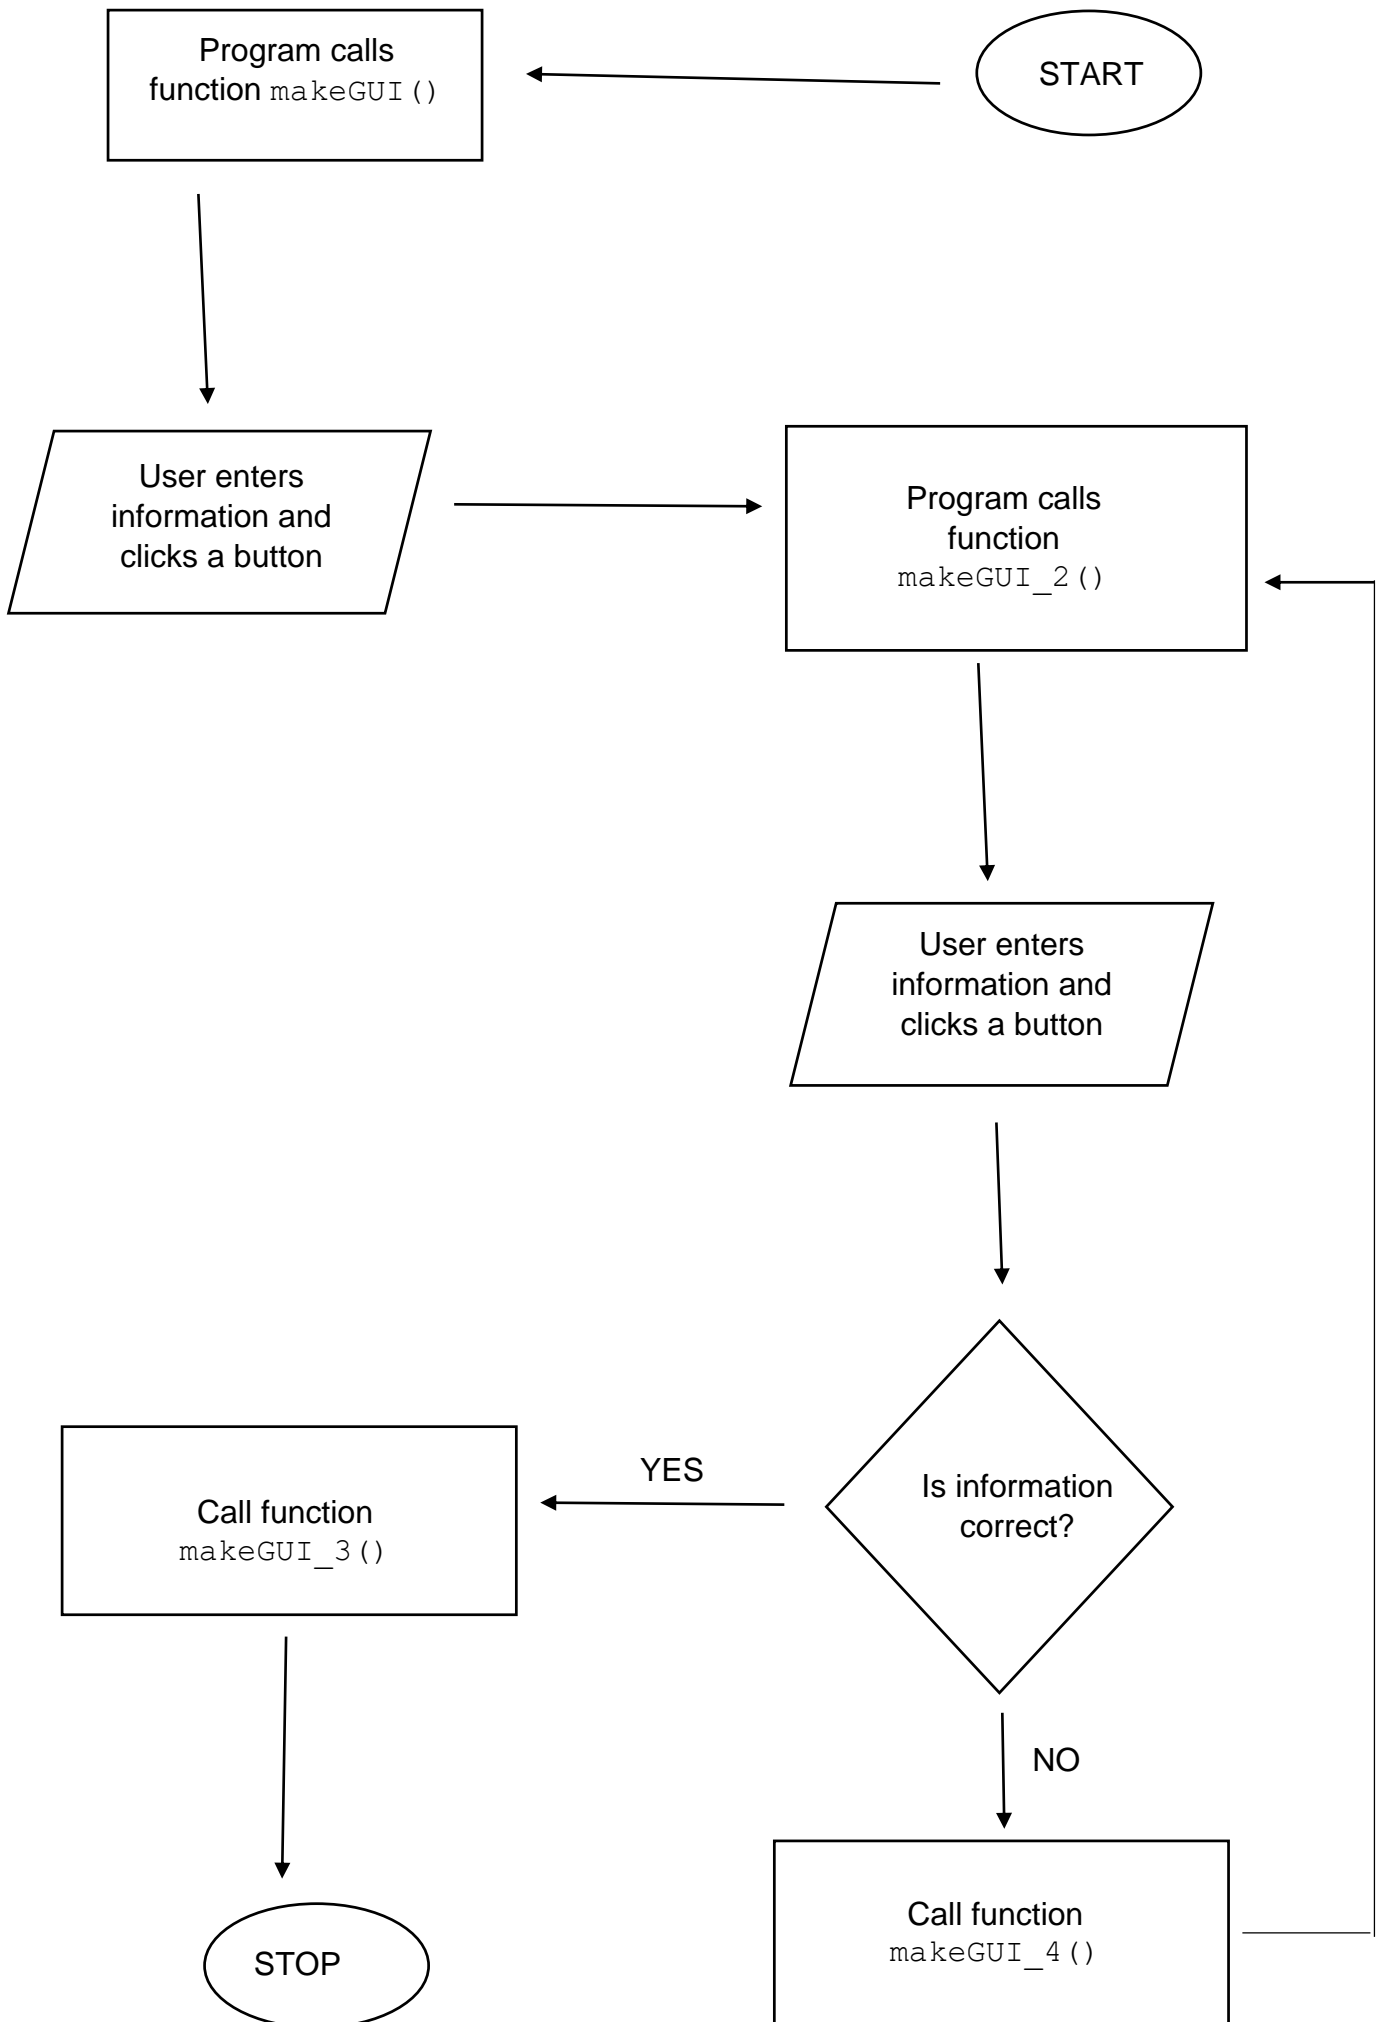 START
Program calls
function makeGUI()
User enters
information and
clicks a button
Program calls
function
makeGUI_2()
User enters
information and
clicks a button
Is information
correct?
YES
Call function
makeGUI_3()
NO
Call function
makeGUI_4()
STOP